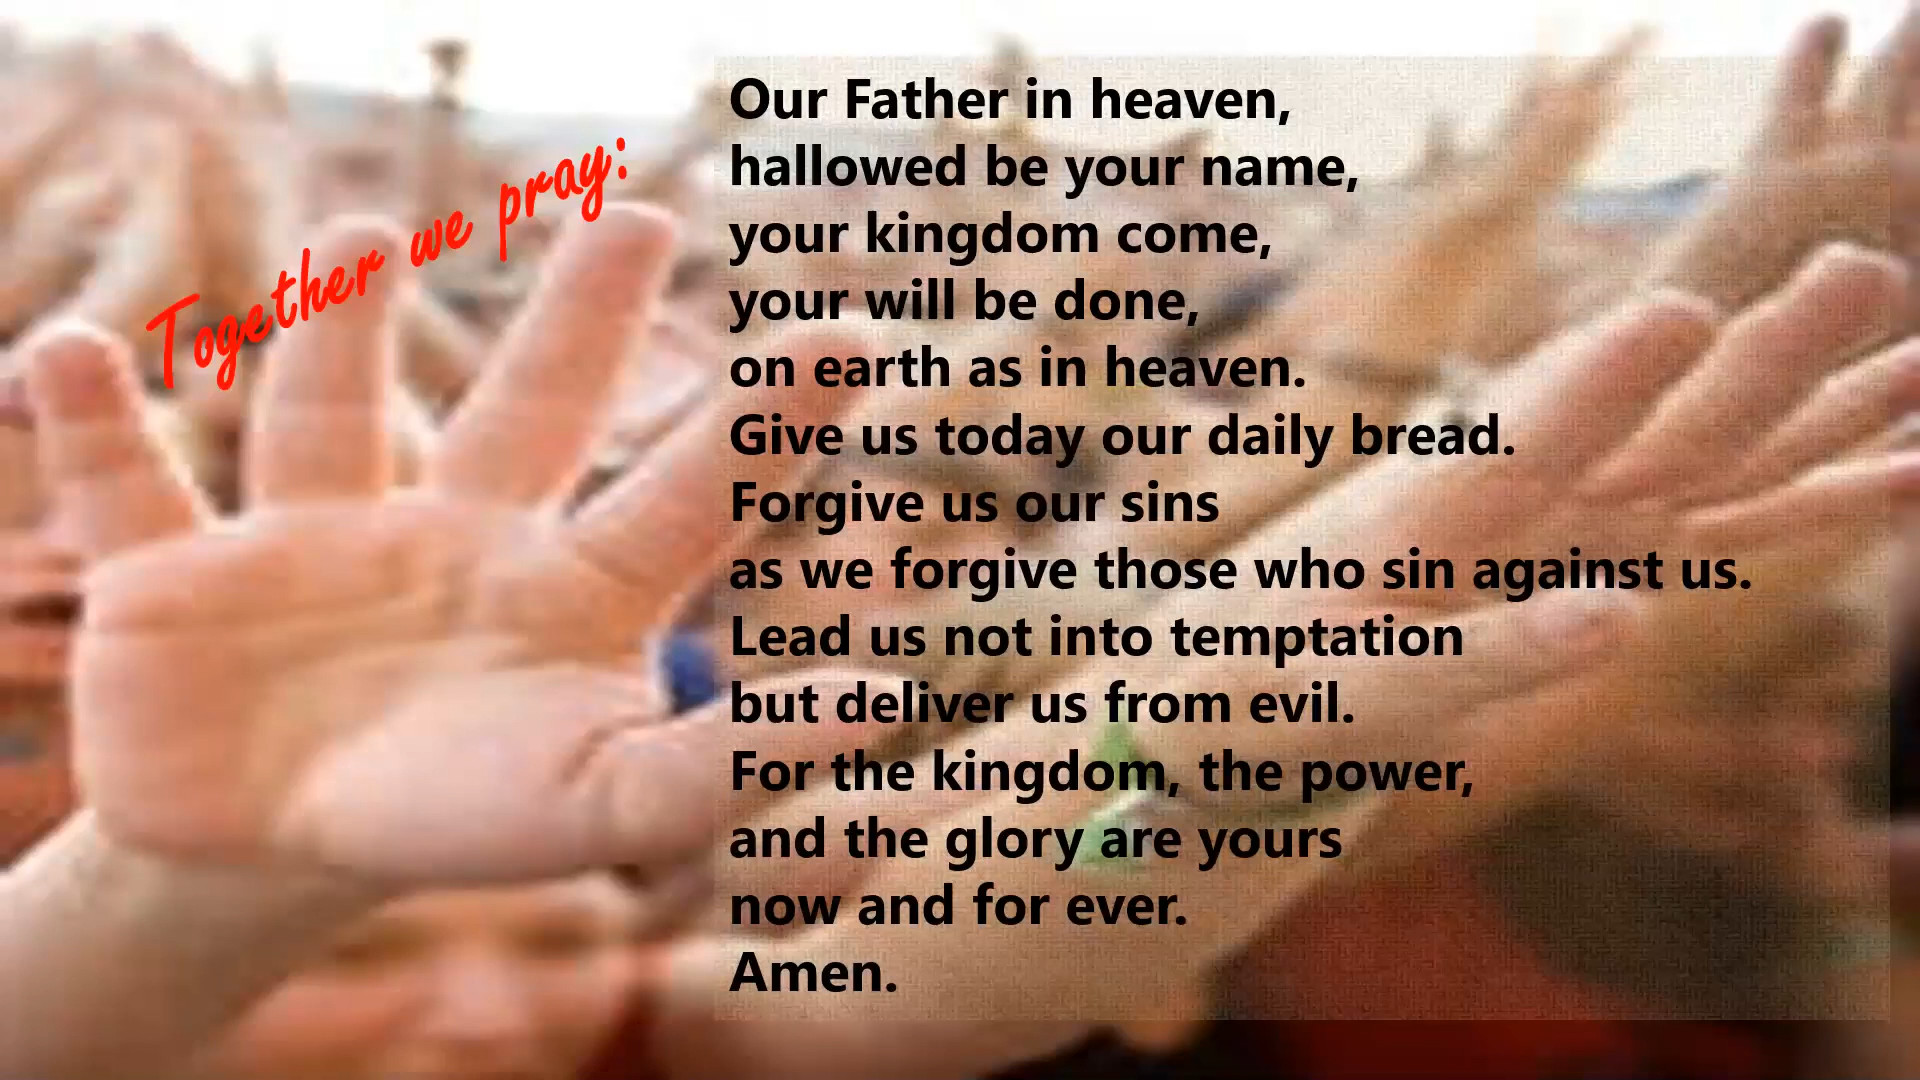 Together we pray:
Our Father in heaven,
hallowed be your name,
your kingdom come,
your will be done,
on earth as in heaven.
Give us today our daily bread.
Forgive us our sins
as we forgive those who sin against us.
Lead us not into temptation
but deliver us from evil.
For the kingdom, the power,
and the glory are yours
now and for ever.
Amen.